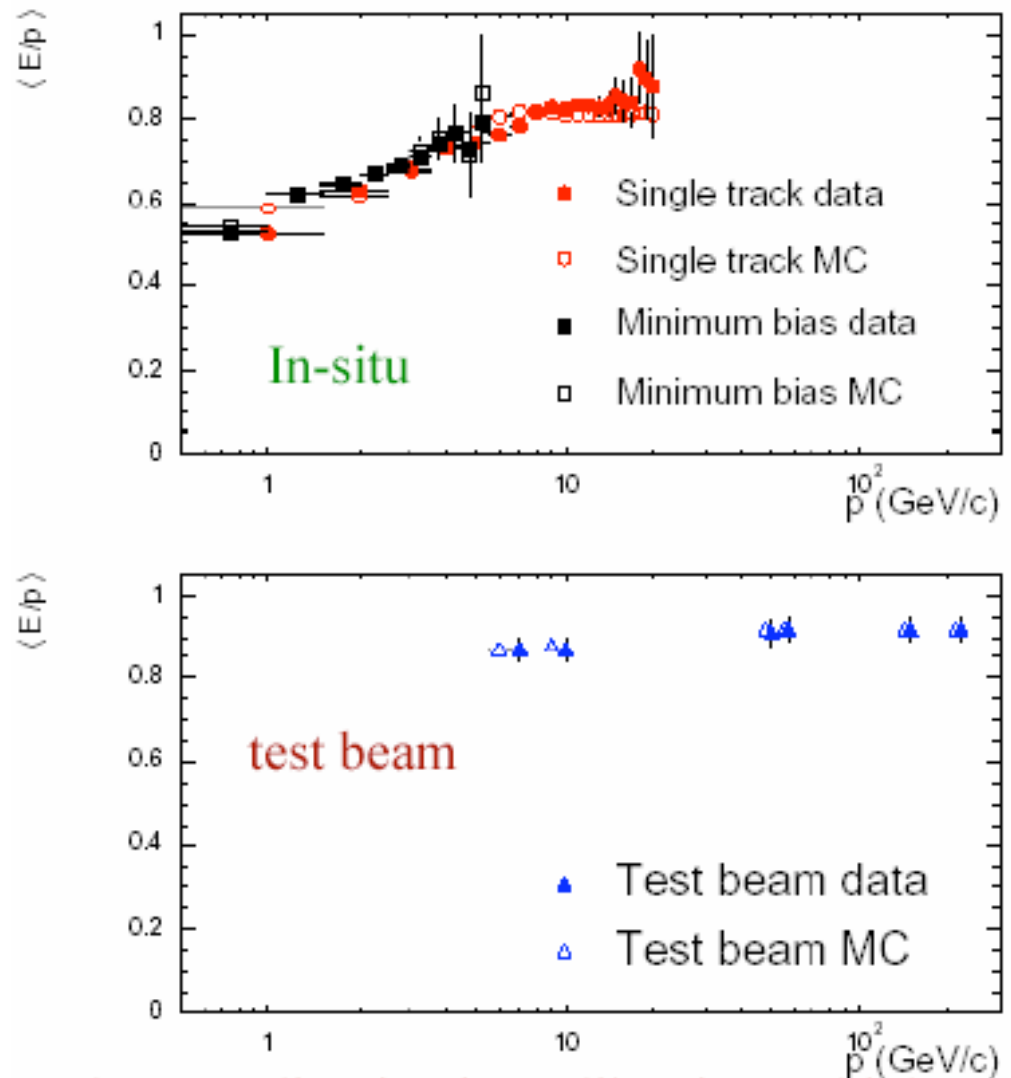 ⟨E/p⟩
1
0.8
0.6
0.4
0.2
0
Single track data
Single track MC
Minimum bias data
Minimum bias MC
In-situ
1
10
10²
p (GeV/c)
⟨E/p⟩
1
0.8
0.6
0.4
0.2
0
test beam
Test beam data
Test beam MC
1
10
10²
p (GeV/c)